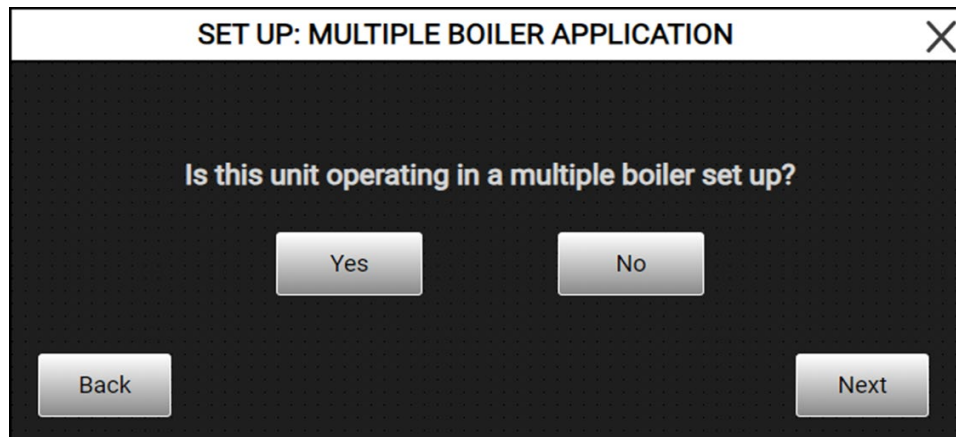 SET UP: MULTIPLE BOILER APPLICATION
Is this unit operating in a multiple boiler set up?
Yes No
Back Next